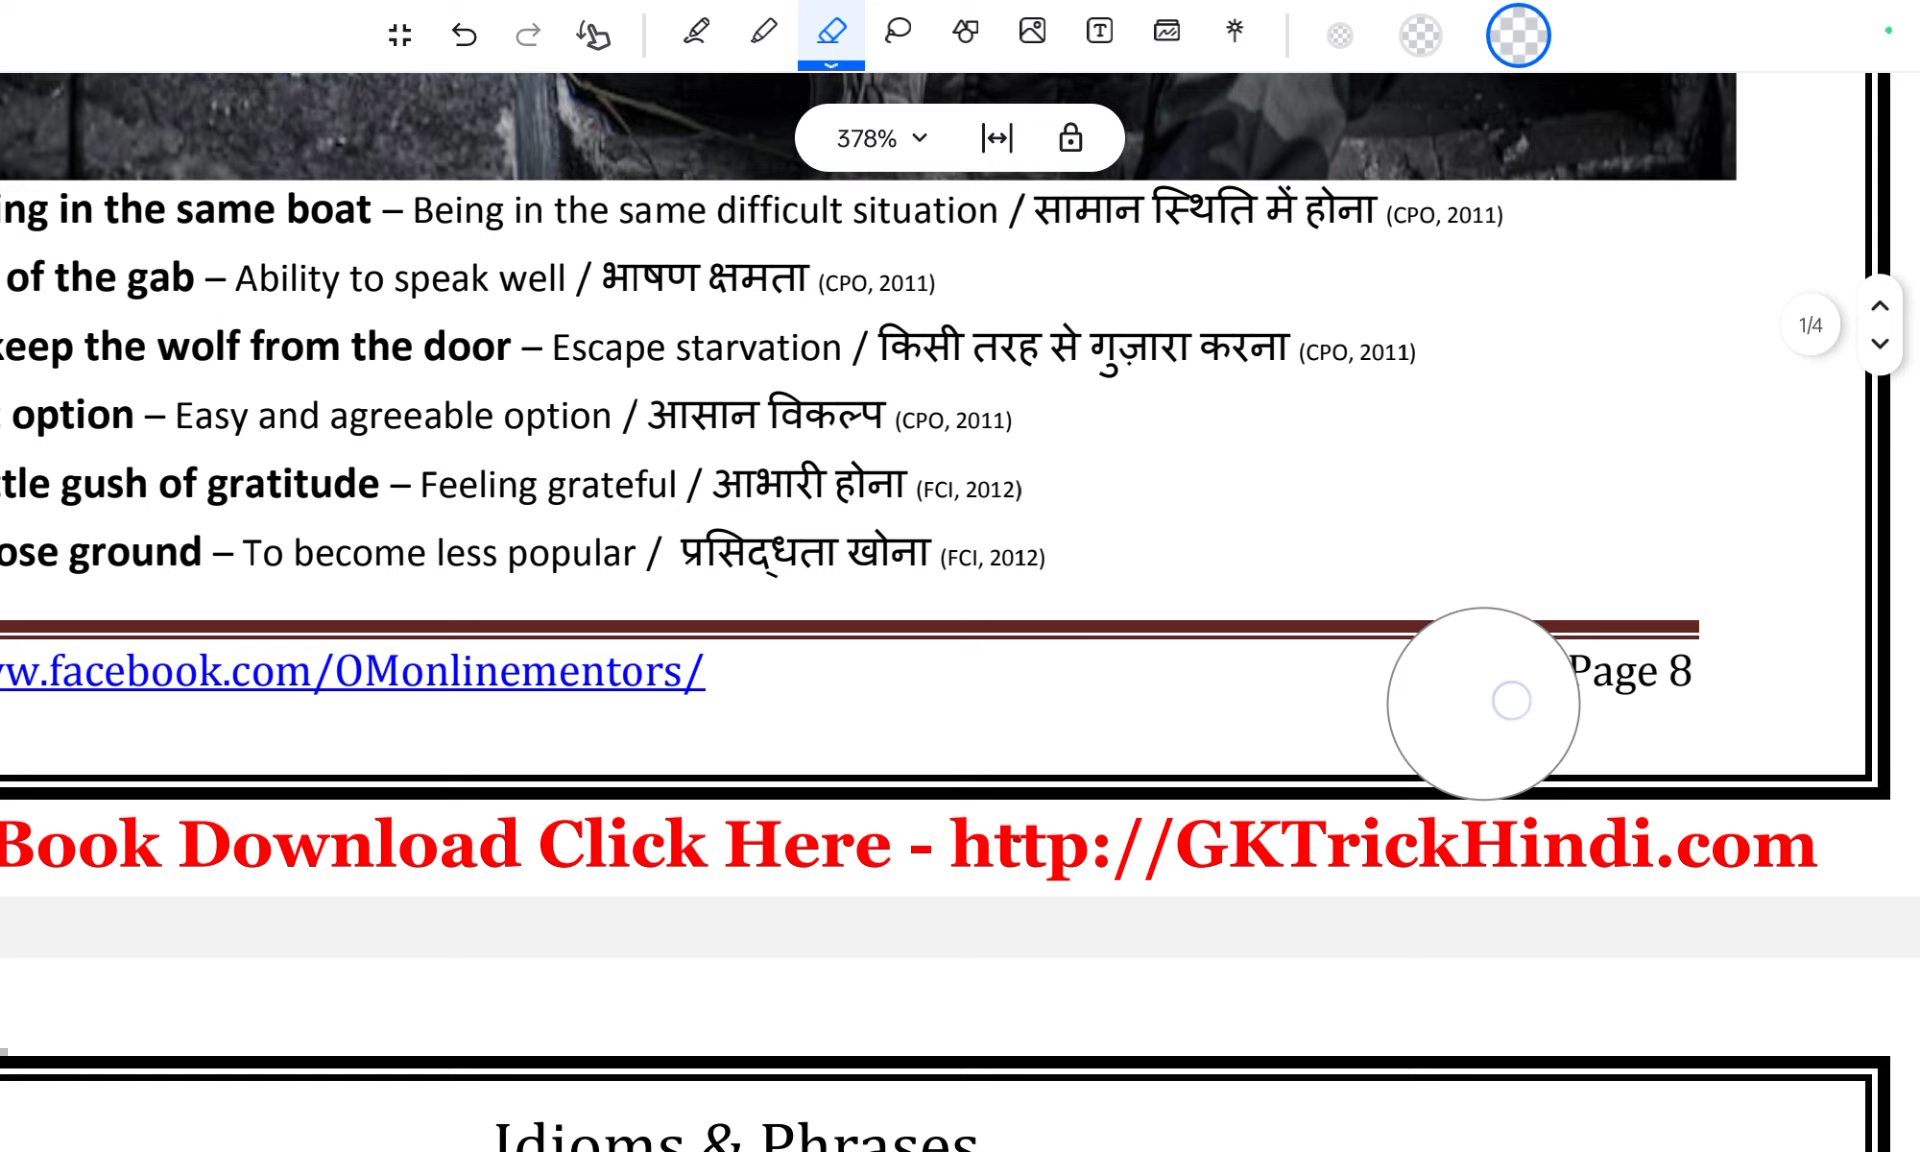 378%
ing in the same boat – Being in the same difficult situation / सामान स्थिति में होना (CPO, 2011)
of the gab – Ability to speak well / भाषण क्षमता (CPO, 2011)
1/4
keep the wolf from the door – Escape starvation / किसी तरह से गुज़ारा करना (CPO, 2011)
option – Easy and agreeable option / आसान विकल्प (CPO, 2011)
ttle gush of gratitude – Feeling grateful / आभारी होना (FCI, 2012)
ose ground – To become less popular / प्रसिद्धता खोना (FCI, 2012)
ww.facebook.com/OMonlinementors/ Page 8
Book Download Click Here - http://GKTrickHindi.com
Idioms & Phrases